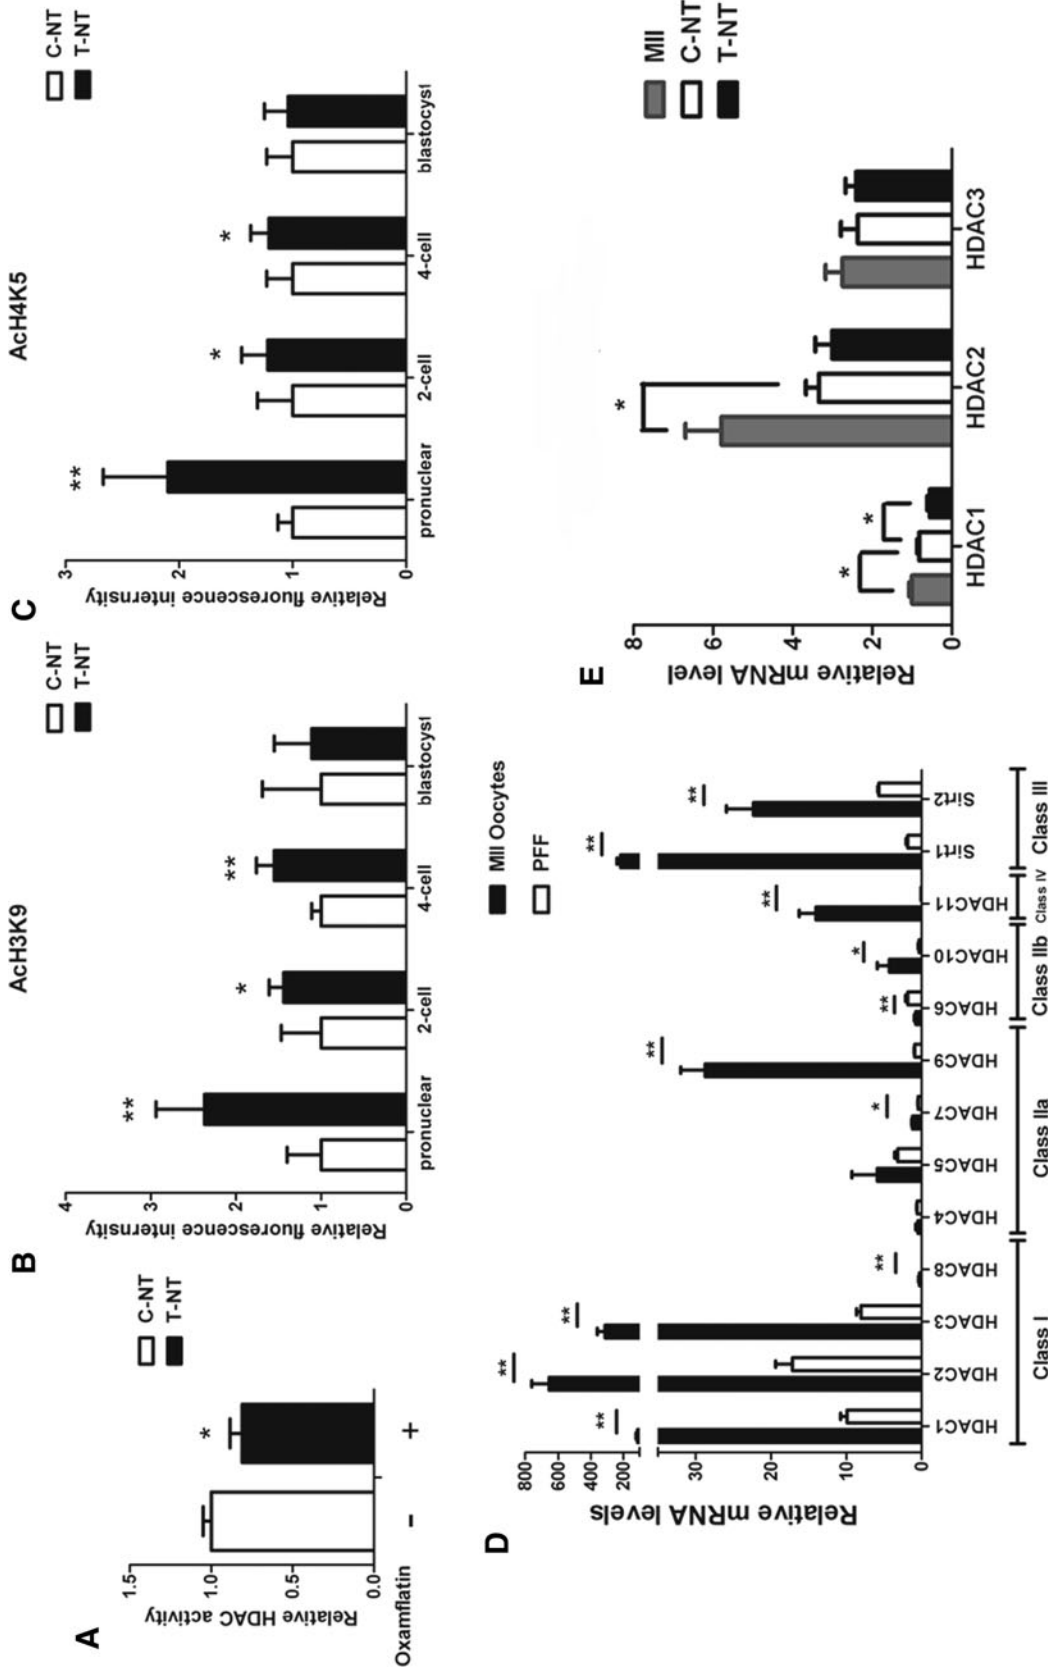 A
Relative HDAC activity
1.5
1.0
0.5
0.0
Oxamflatin
-
+
*
C-NT
T-NT
B
AcH3K9
Relative fluorescence internsity
4
3
2
1
0
**
*
**
pronuclear
2-cell
4-cell
blastocyst
C-NT
T-NT
C
AcH4K5
Relative fluorescence internsity
3
2
1
0
**
*
*
pronuclear
2-cell
4-cell
blastocyst
C-NT
T-NT
D
Relative mRNA levels
800
600
400
200
30
20
10
0
MII Oocytes
PFF
**
**
**
**
*
**
**
*
**
**
**
HDAC1
HDAC2
HDAC3
HDAC8
HDAC4
HDAC5
HDAC7
HDAC9
HDAC6
HDAC10
HDAC11
Sirt1
Sirt2
Class I
Class IIa
Class IIb
Class IV
Class III
E
Relative mRNA level
8
6
4
2
0
*
*
*
HDAC1
HDAC2
HDAC3
MII
C-NT
T-NT